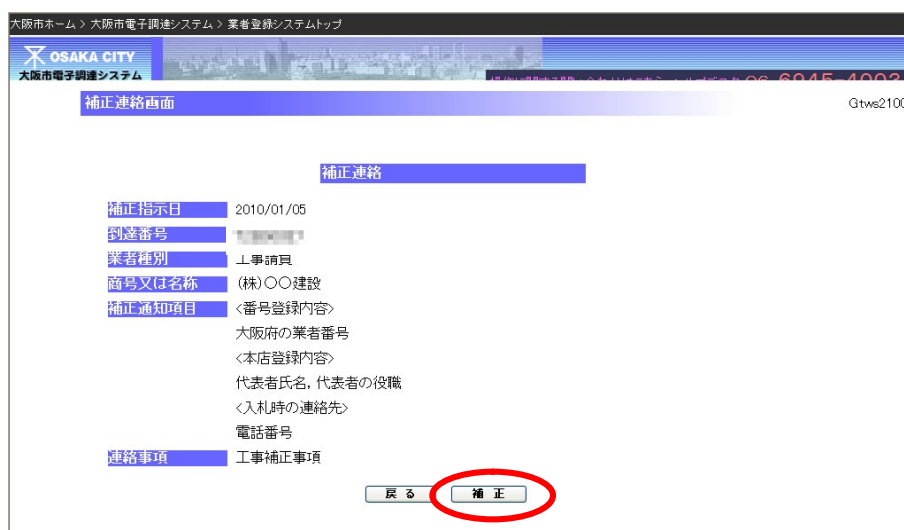 大阪市ホーム > 大阪市電子調達システム > 業者登録システムトップ
OSAKA CITY
大阪市電子調達システム
06-6945-4003
補正連絡画面
Gtws2100
補正連絡
補正指示日 2010/01/05
到達番号
業者種別 工事請負
商号又は名称 (株)〇〇建設
補正通知項目 <番号登録内容>
大阪府の業者番号
<本店登録内容>
代表者氏名, 代表者の役職
<入札時の連絡先>
電話番号
連絡事項 工事補正事項
戻 る 補 正